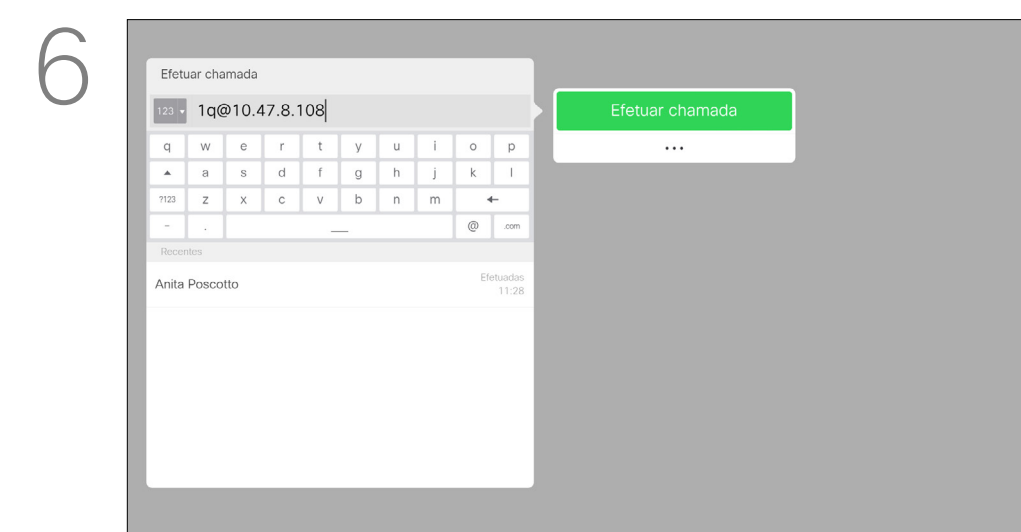 6
Efetuar chamada
123 1q@10.47.8.108
Efetuar chamada
...
q w e r t y u i o p
a s d f g h j k l
?123 z x c v b n m
~ . __ @ .com
Recentes
Anita Poscotto
Efetuadas
11:28